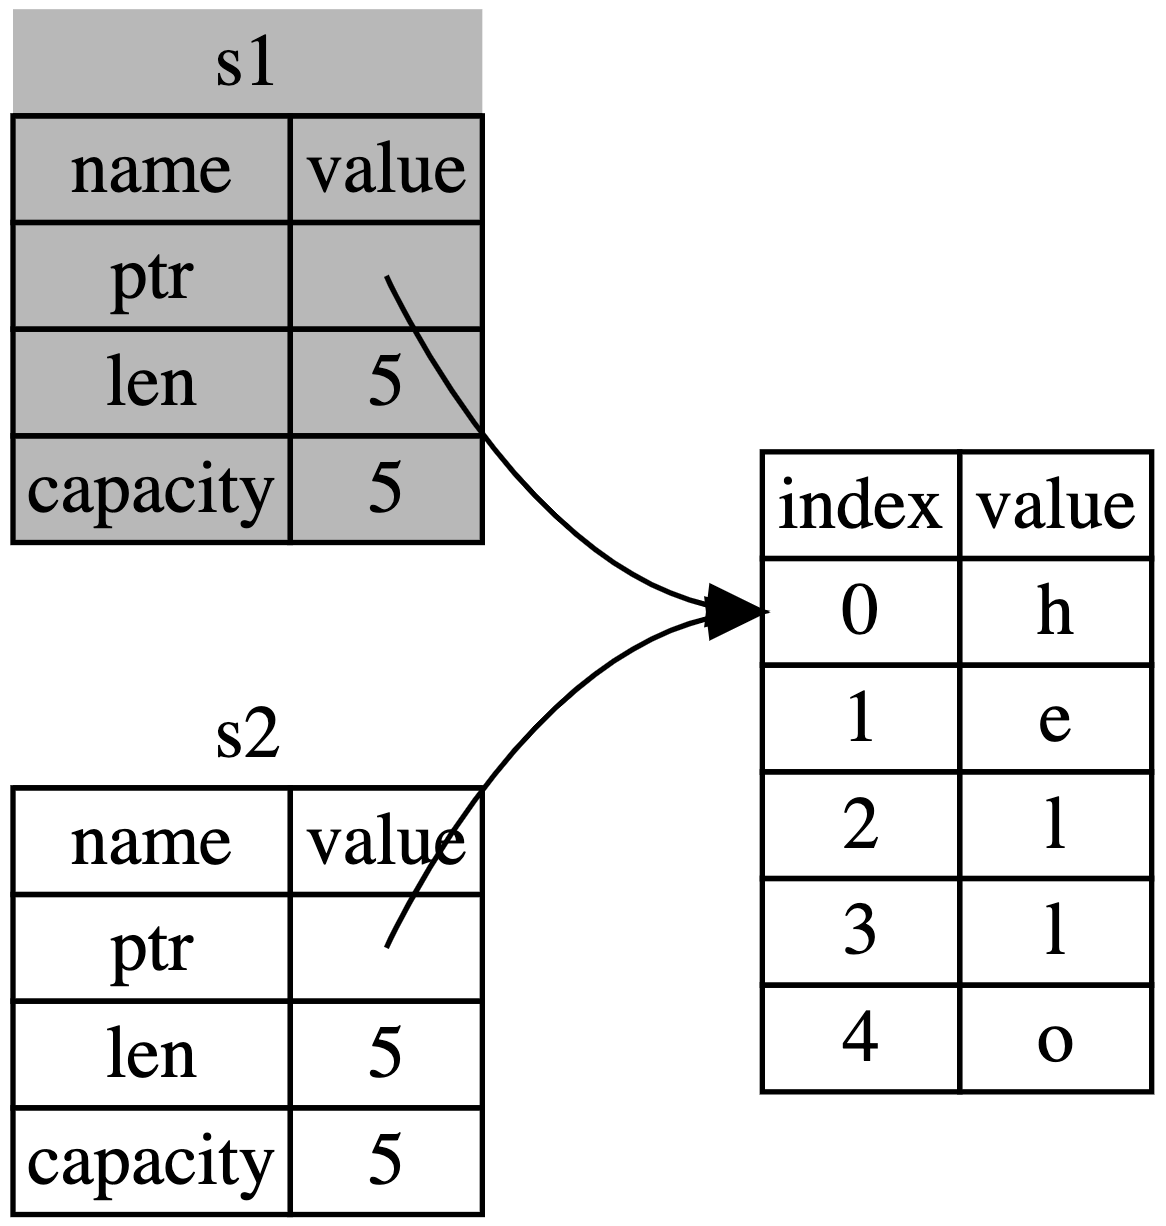 s1
name value
ptr
len 5
capacity 5
s2
name value
ptr
len 5
capacity 5
index value
0 h
1 e
2 l
3 l
4 o